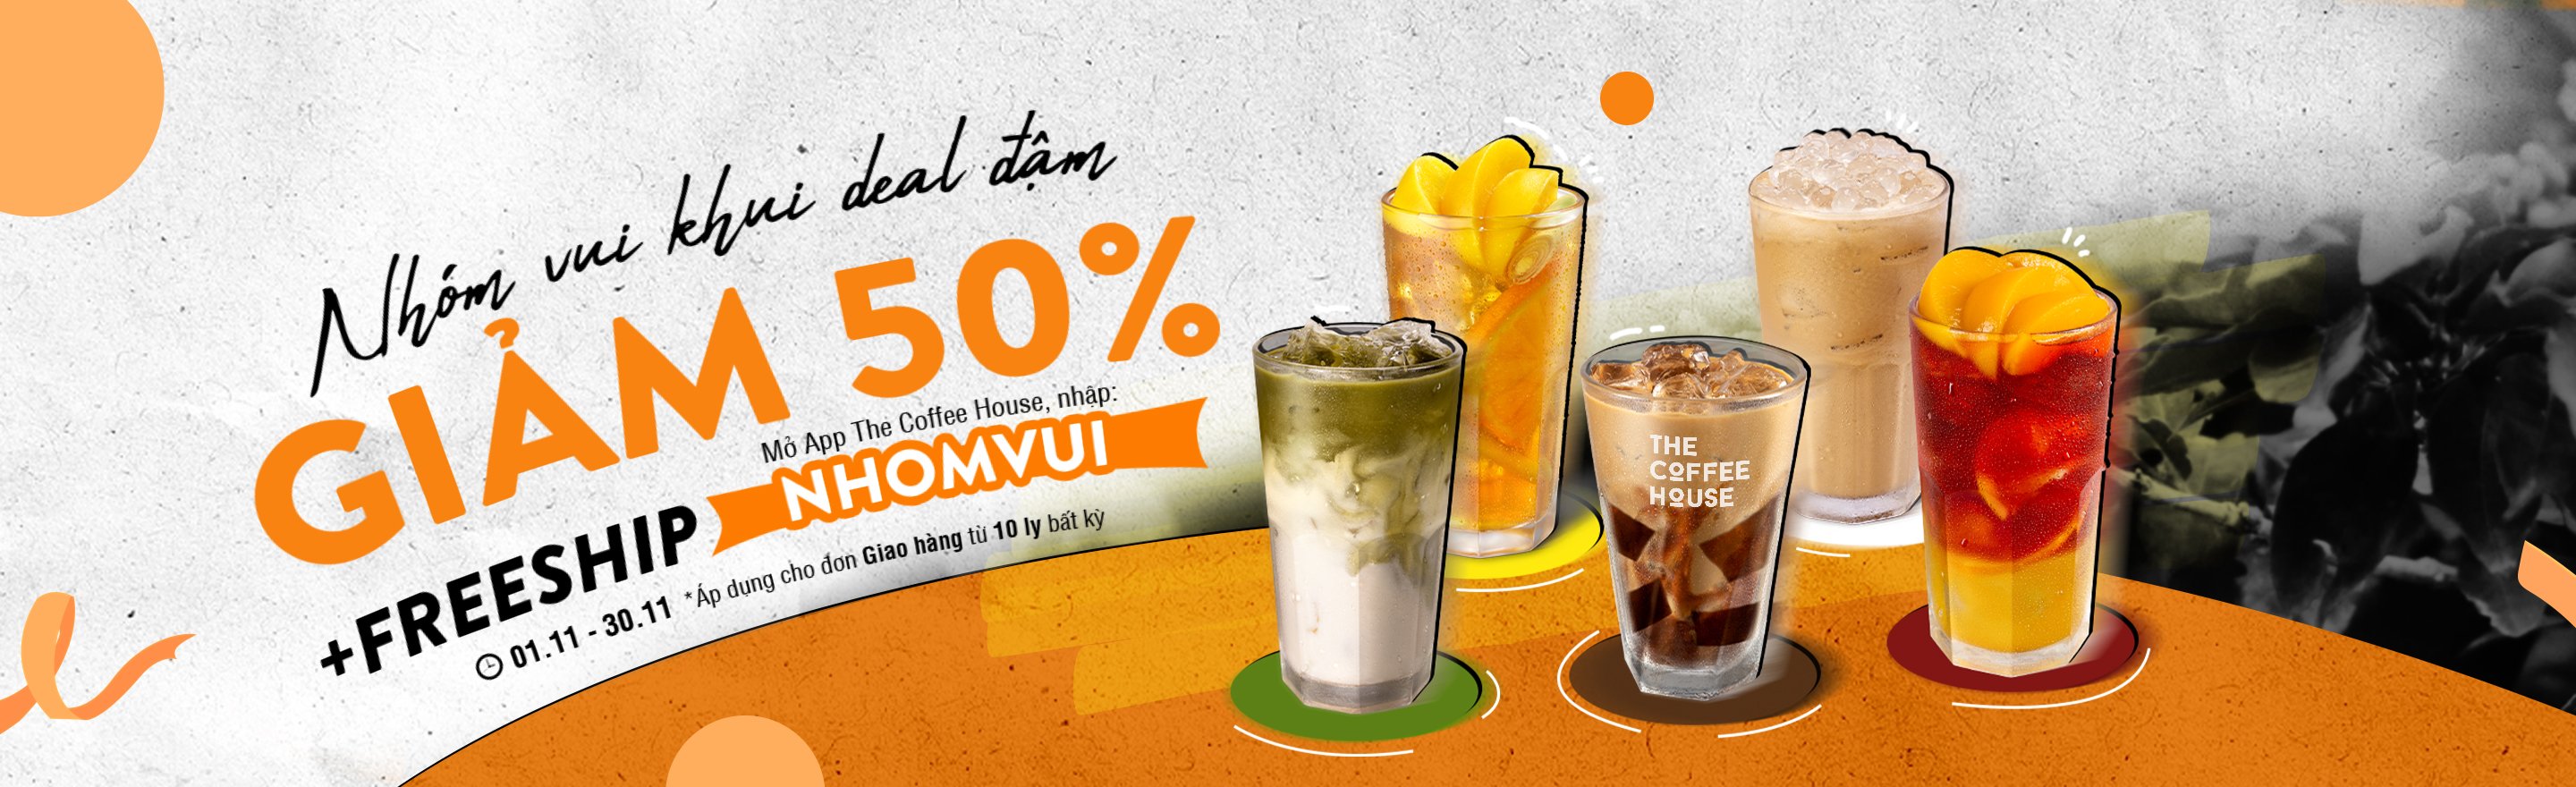 Nhóm vui khui deal đậm
GIẢM 50%
Mở App The Coffee House, nhập:
NHOMVUI
+FREESHIP
01.11 - 30.11 *Áp dụng cho đơn Giao hàng từ 10 ly bất kỳ
THE
COFFEE
HOUSE